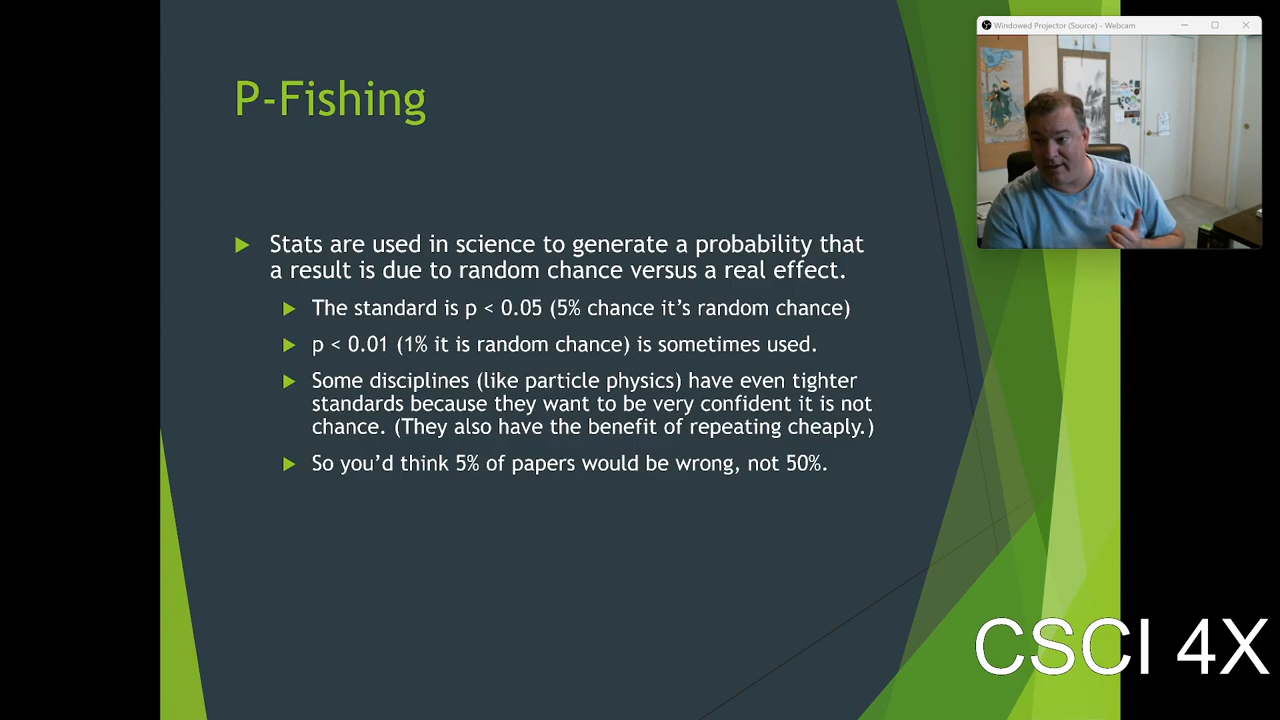 Windowed Projector (Source) - Webcam
P-Fishing
Stats are used in science to generate a probability that
a result is due to random chance versus a real effect.
The standard is p < 0.05 (5% chance it's random chance)
p < 0.01 (1% it is random chance) is sometimes used.
Some disciplines (like particle physics) have even tighter
standards because they want to be very confident it is not
chance. (They also have the benefit of repeating cheaply.)
So you'd think 5% of papers would be wrong, not 50%.
CSCI 4X